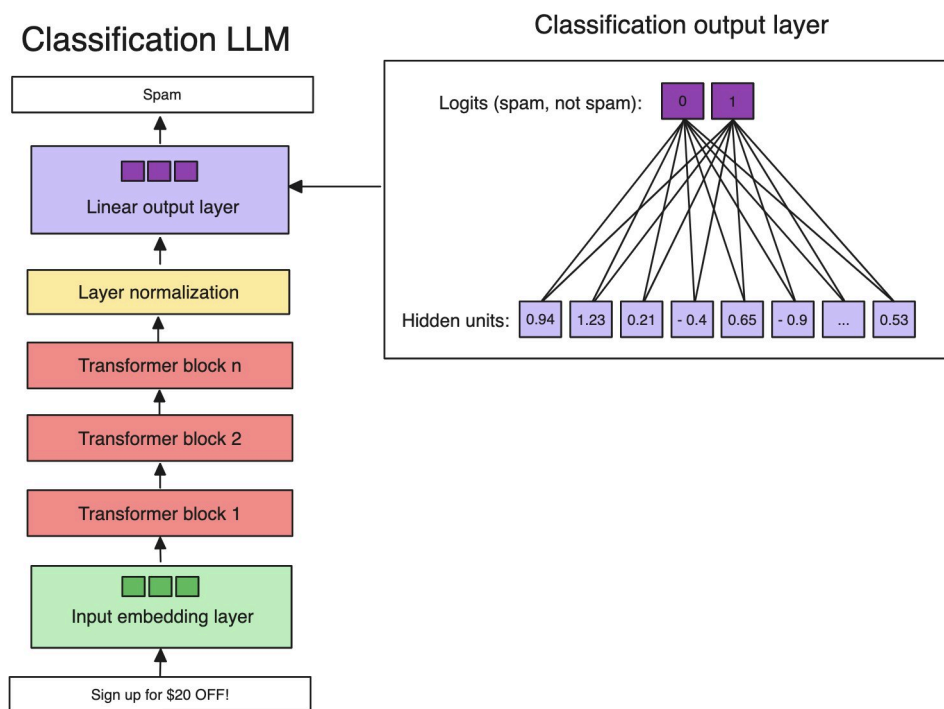 Classification LLM
Spam
Linear output layer
Layer normalization
Transformer block n
Transformer block 2
Transformer block 1
Input embedding layer
Sign up for $20 OFF!
Classification output layer
Logits (spam, not spam): 0 1
Hidden units: 0.94 1.23 0.21 - 0.4 0.65 - 0.9 ... 0.53